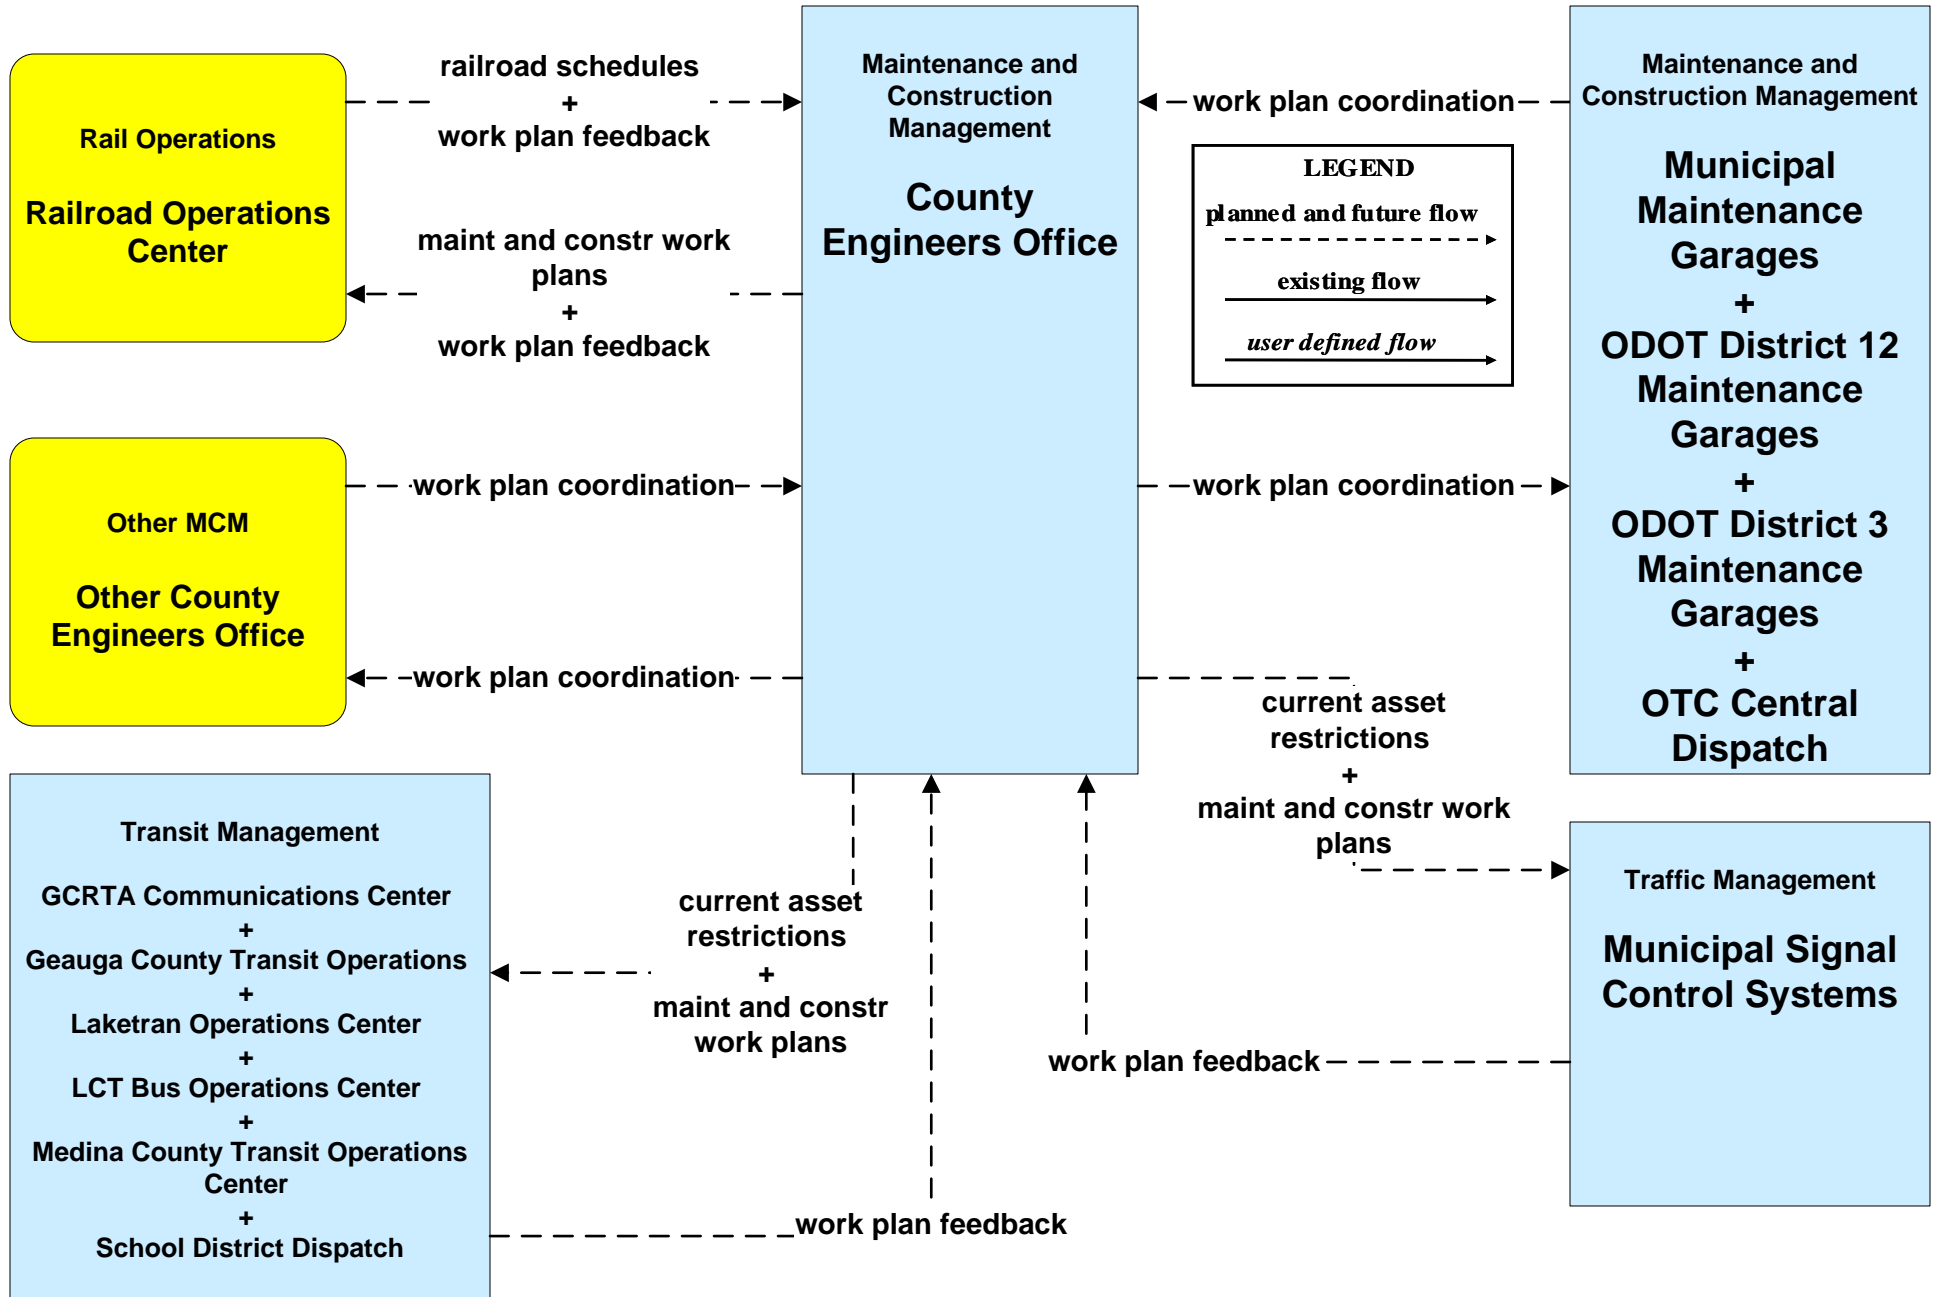 Rail Operations
Railroad Operations
Center
railroad schedules
+
work plan feedback
maint and constr work
plans
+
work plan feedback
Maintenance and
Construction
Management
County
Engineers Office
work plan coordination
LEGEND
planned and future flow
existing flow
user defined flow
Maintenance and
Construction Management
Municipal
Maintenance
Garages
+
ODOT District 12
Maintenance
Garages
+
ODOT District 3
Maintenance
Garages
+
OTC Central
Dispatch
Other MCM
Other County
Engineers Office
work plan coordination
work plan coordination
work plan coordination
current asset
restrictions
+
maint and constr work
plans
Transit Management
GCRTA Communications Center
+
Geauga County Transit Operations
+
Laketran Operations Center
+
LCT Bus Operations Center
+
Medina County Transit Operations
Center
+
School District Dispatch
current asset
restrictions
+
maint and constr
work plans
work plan feedback
work plan feedback
Traffic Management
Municipal Signal
Control Systems